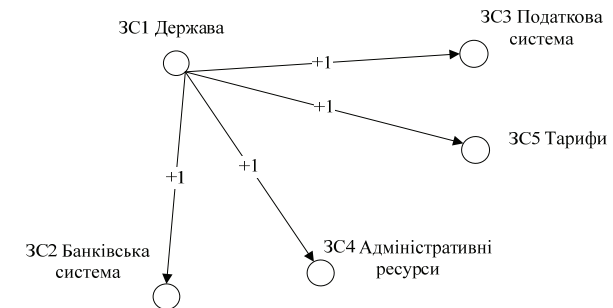 ЗС1 Держава
ЗС3 Податкова
система
+1
+1
ЗС5 Тарифи
+1
+1
ЗС2 Банківська
система
ЗС4 Адміністративні
ресурси